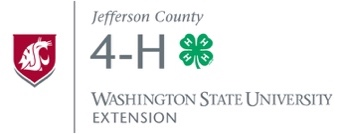 Jefferson County
4-H
H H H H
WASHINGTON STATE UNIVERSITY
EXTENSION